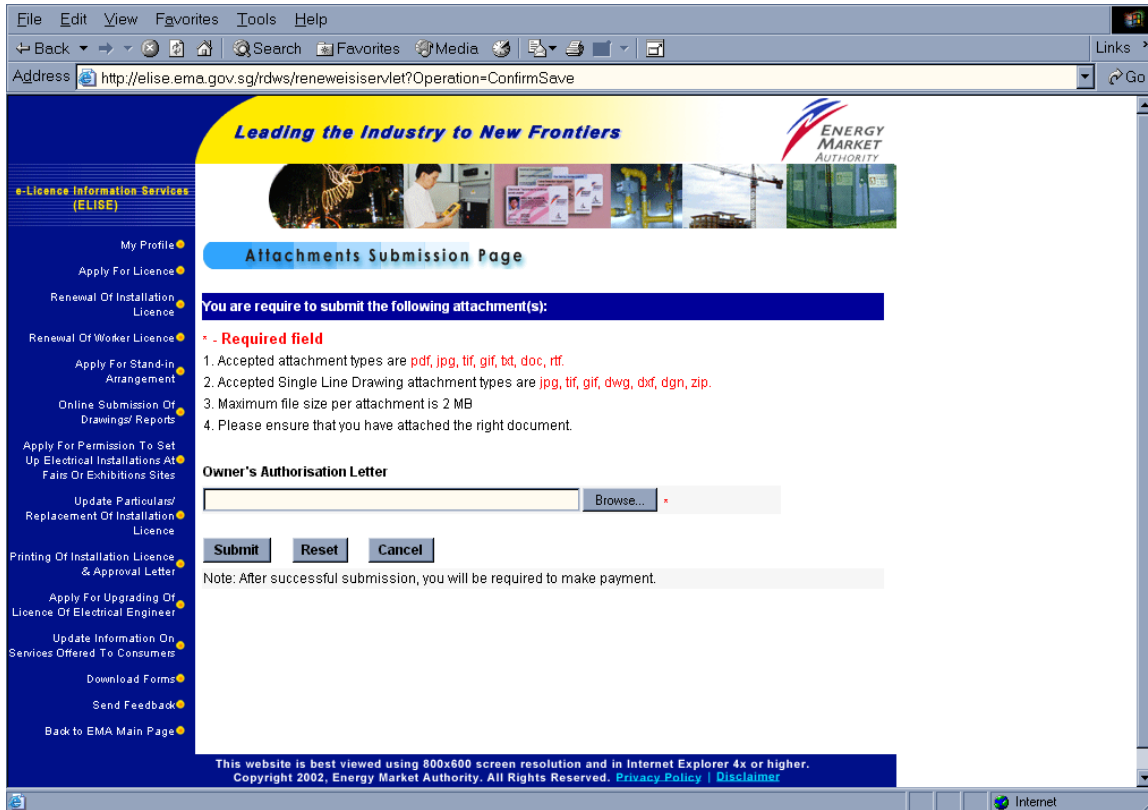 File Edit View Favorites Tools Help
Back Search Favorites Media Links
Address http://elise.ema.gov.sg/rdws/reneweisiservlet?Operation=ConfirmSave Go
Leading the Industry to New Frontiers
ENERGY
MARKET
AUTHORITY
e-Licence Information Services
(ELISE)
My Profile
Apply For Licence
Renewal Of Installation
Licence
Renewal Of Worker Licence
Apply For Stand-in
Arrangement
Online Submission Of
Drawings/ Reports
Apply For Permission To Set
Up Electrical Installations At
Fairs Or Exhibitions Sites
Update Particulars/
Replacement Of Installation
Licence
Printing Of Installation Licence
& Approval Letter
Apply For Upgrading Of
Licence Of Electrical Engineer
Update Information On
Services Offered To Consumers
Download Forms
Send Feedback
Back to EMA Main Page
Attachments Submission Page
You are require to submit the following attachment(s):
* - Required field
1. Accepted attachment types are pdf, jpg, tif, gif, txt, doc, rtf.
2. Accepted Single Line Drawing attachment types are jpg, tif, gif, dwg, dxf, dgn, zip.
3. Maximum file size per attachment is 2 MB
4. Please ensure that you have attached the right document.
Owner's Authorisation Letter
Browse... *
Submit Reset Cancel
Note: After successful submission, you will be required to make payment.
This website is best viewed using 800x600 screen resolution and in Internet Explorer 4x or higher.
Copyright 2002, Energy Market Authority. All Rights Reserved. Privacy Policy | Disclaimer
Internet